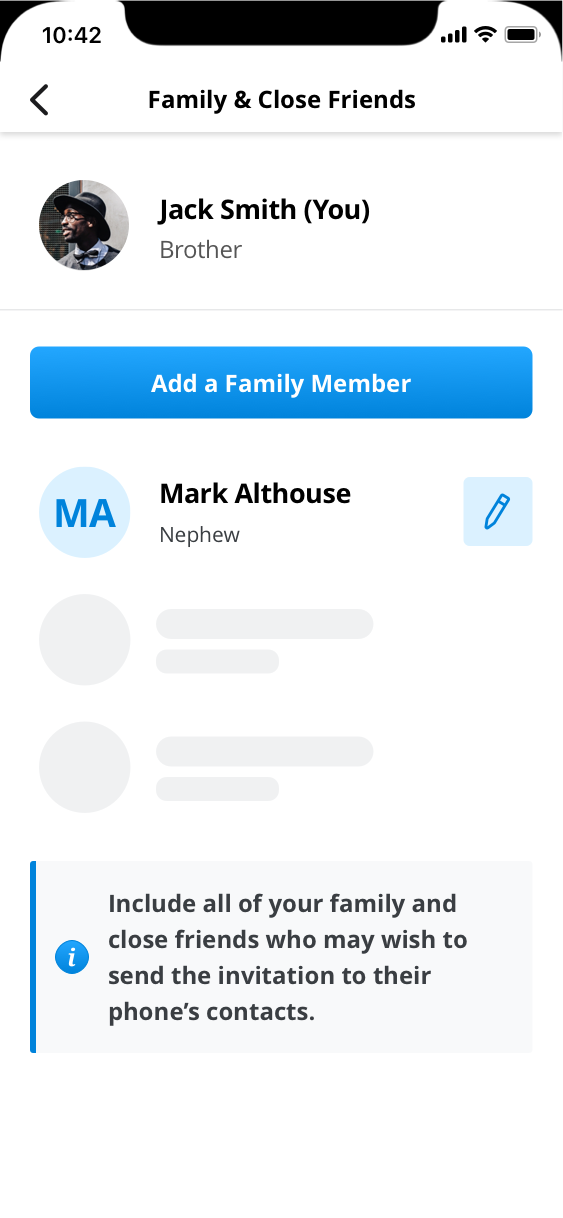 10:42
Family & Close Friends
Jack Smith (You)
Brother
Add a Family Member
MA
Mark Althouse
Nephew
i
Include all of your family and
close friends who may wish to
send the invitation to their
phone’s contacts.